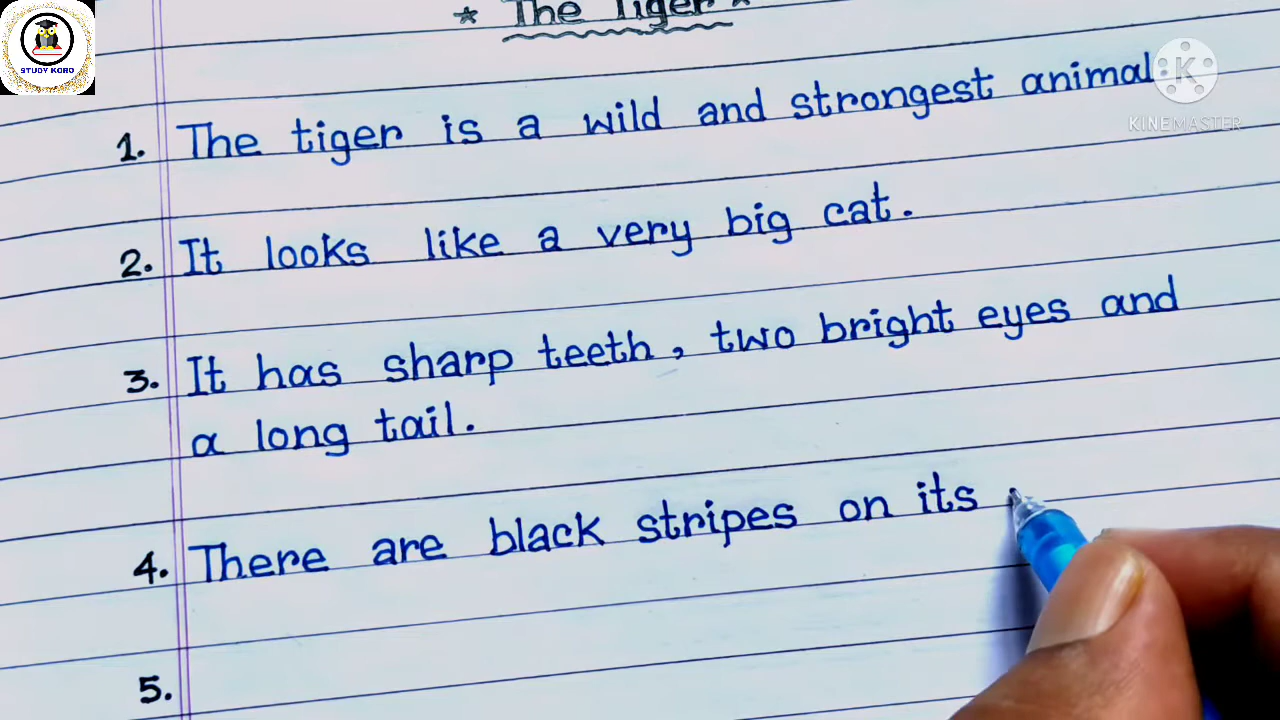 * The Tiger *
STUDY KORO
K
KINEMASTER
1. The tiger is a wild and strongest animal.
2. It looks like a very big cat.
3. It has sharp teeth, two bright eyes and
a long tail.
4. There are black stripes on its
5.